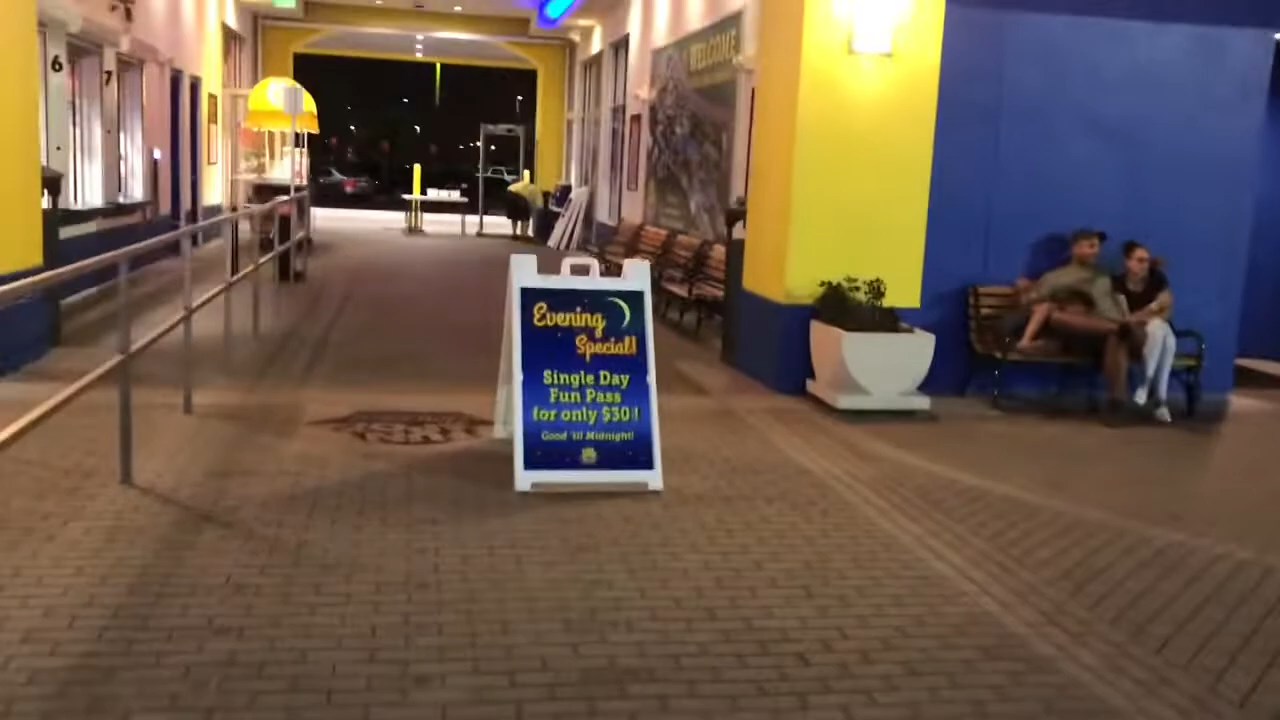 6
7
WELCOME
Evening
Special!
Single Day
Fun Pass
for only $30!
Good 'til Midnight!